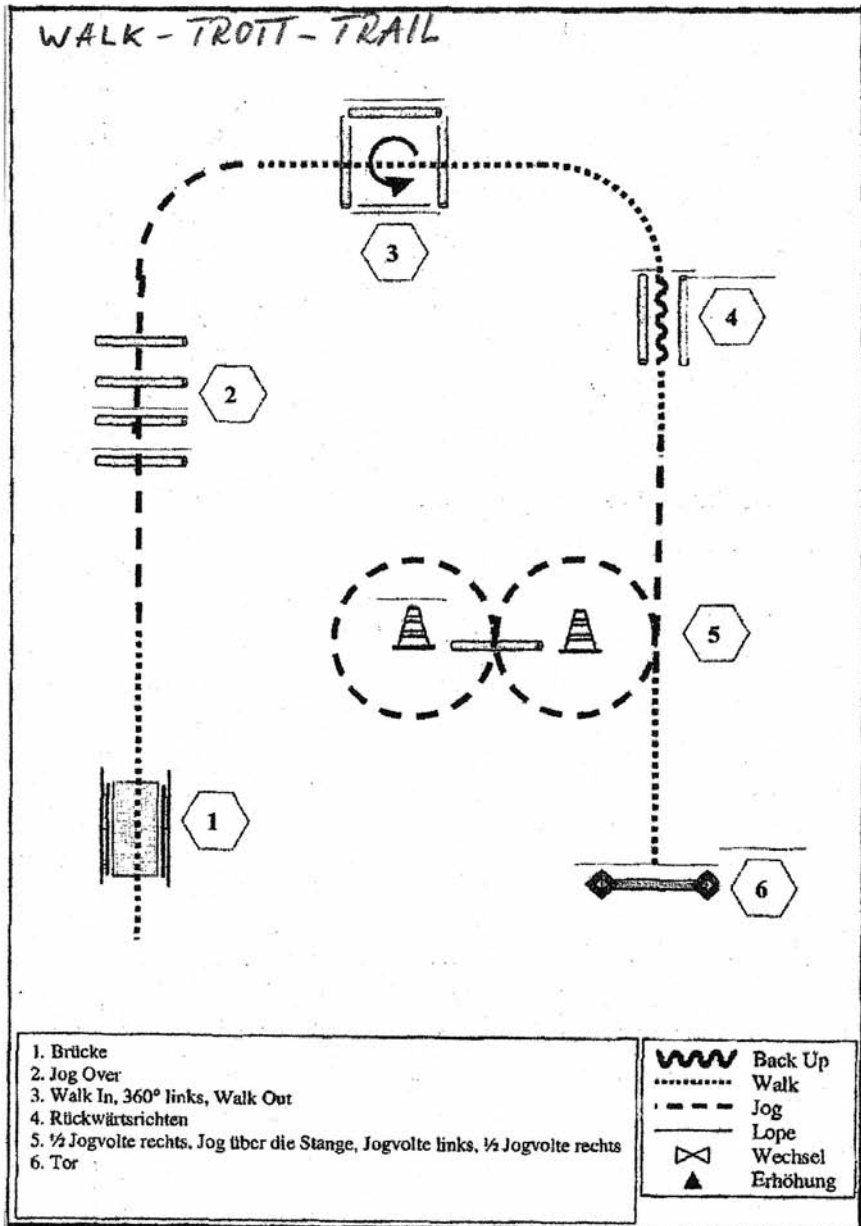 WALK - TROTT - TRAIL
3
4
2
5
1
6
1. Brücke
2. Jog Over
3. Walk In, 360° links, Walk Out
4. Rückwärtsrichten
5. ½ Jogvolte rechts, Jog über die Stange, Jogvolte links, ½ Jogvolte rechts
6. Tor
Back Up
Walk
Jog
Lope
Wechsel
Erhöhung